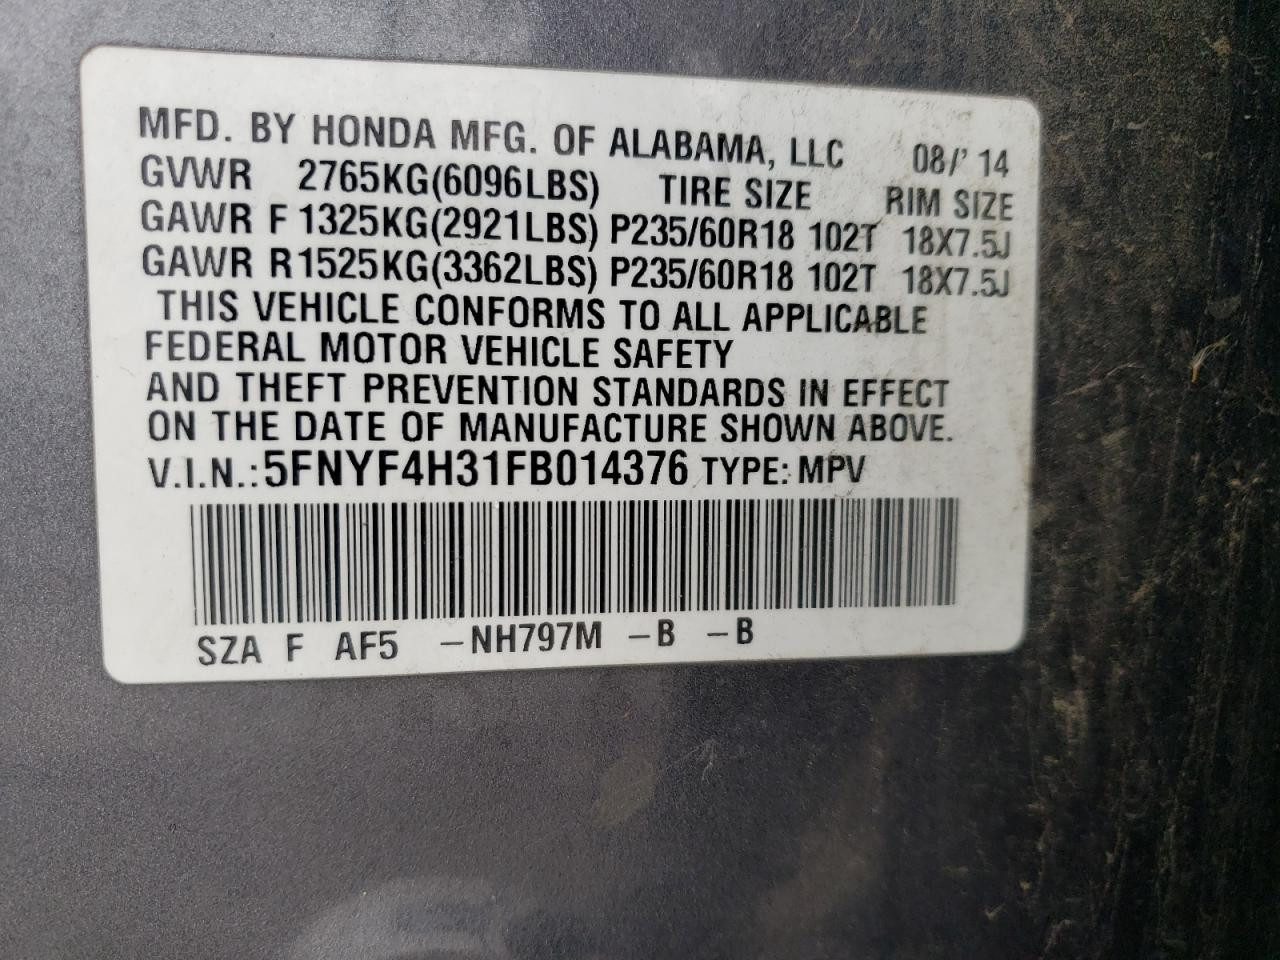 MFD. BY HONDA MFG. OF ALABAMA, LLC 08/' 14
GVWR 2765KG(6096LBS) TIRE SIZE RIM SIZE
GAWR F 1325KG(2921LBS) P235/60R18 102T 18X7.5J
GAWR R1525KG(3362LBS) P235/60R18 102T 18X7.5J
THIS VEHICLE CONFORMS TO ALL APPLICABLE
FEDERAL MOTOR VEHICLE SAFETY
AND THEFT PREVENTION STANDARDS IN EFFECT
ON THE DATE OF MANUFACTURE SHOWN ABOVE.
V.I.N.: 5FNYF4H31FB014376 TYPE: MPV
SZA F AF5 -NH797M -B -B